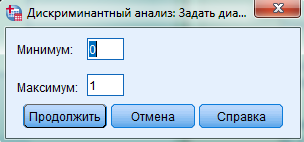 Дискриминантный анализ: Задать диа...
Минимум: 0
Максимум: 1
Продолжить Отмена Справка